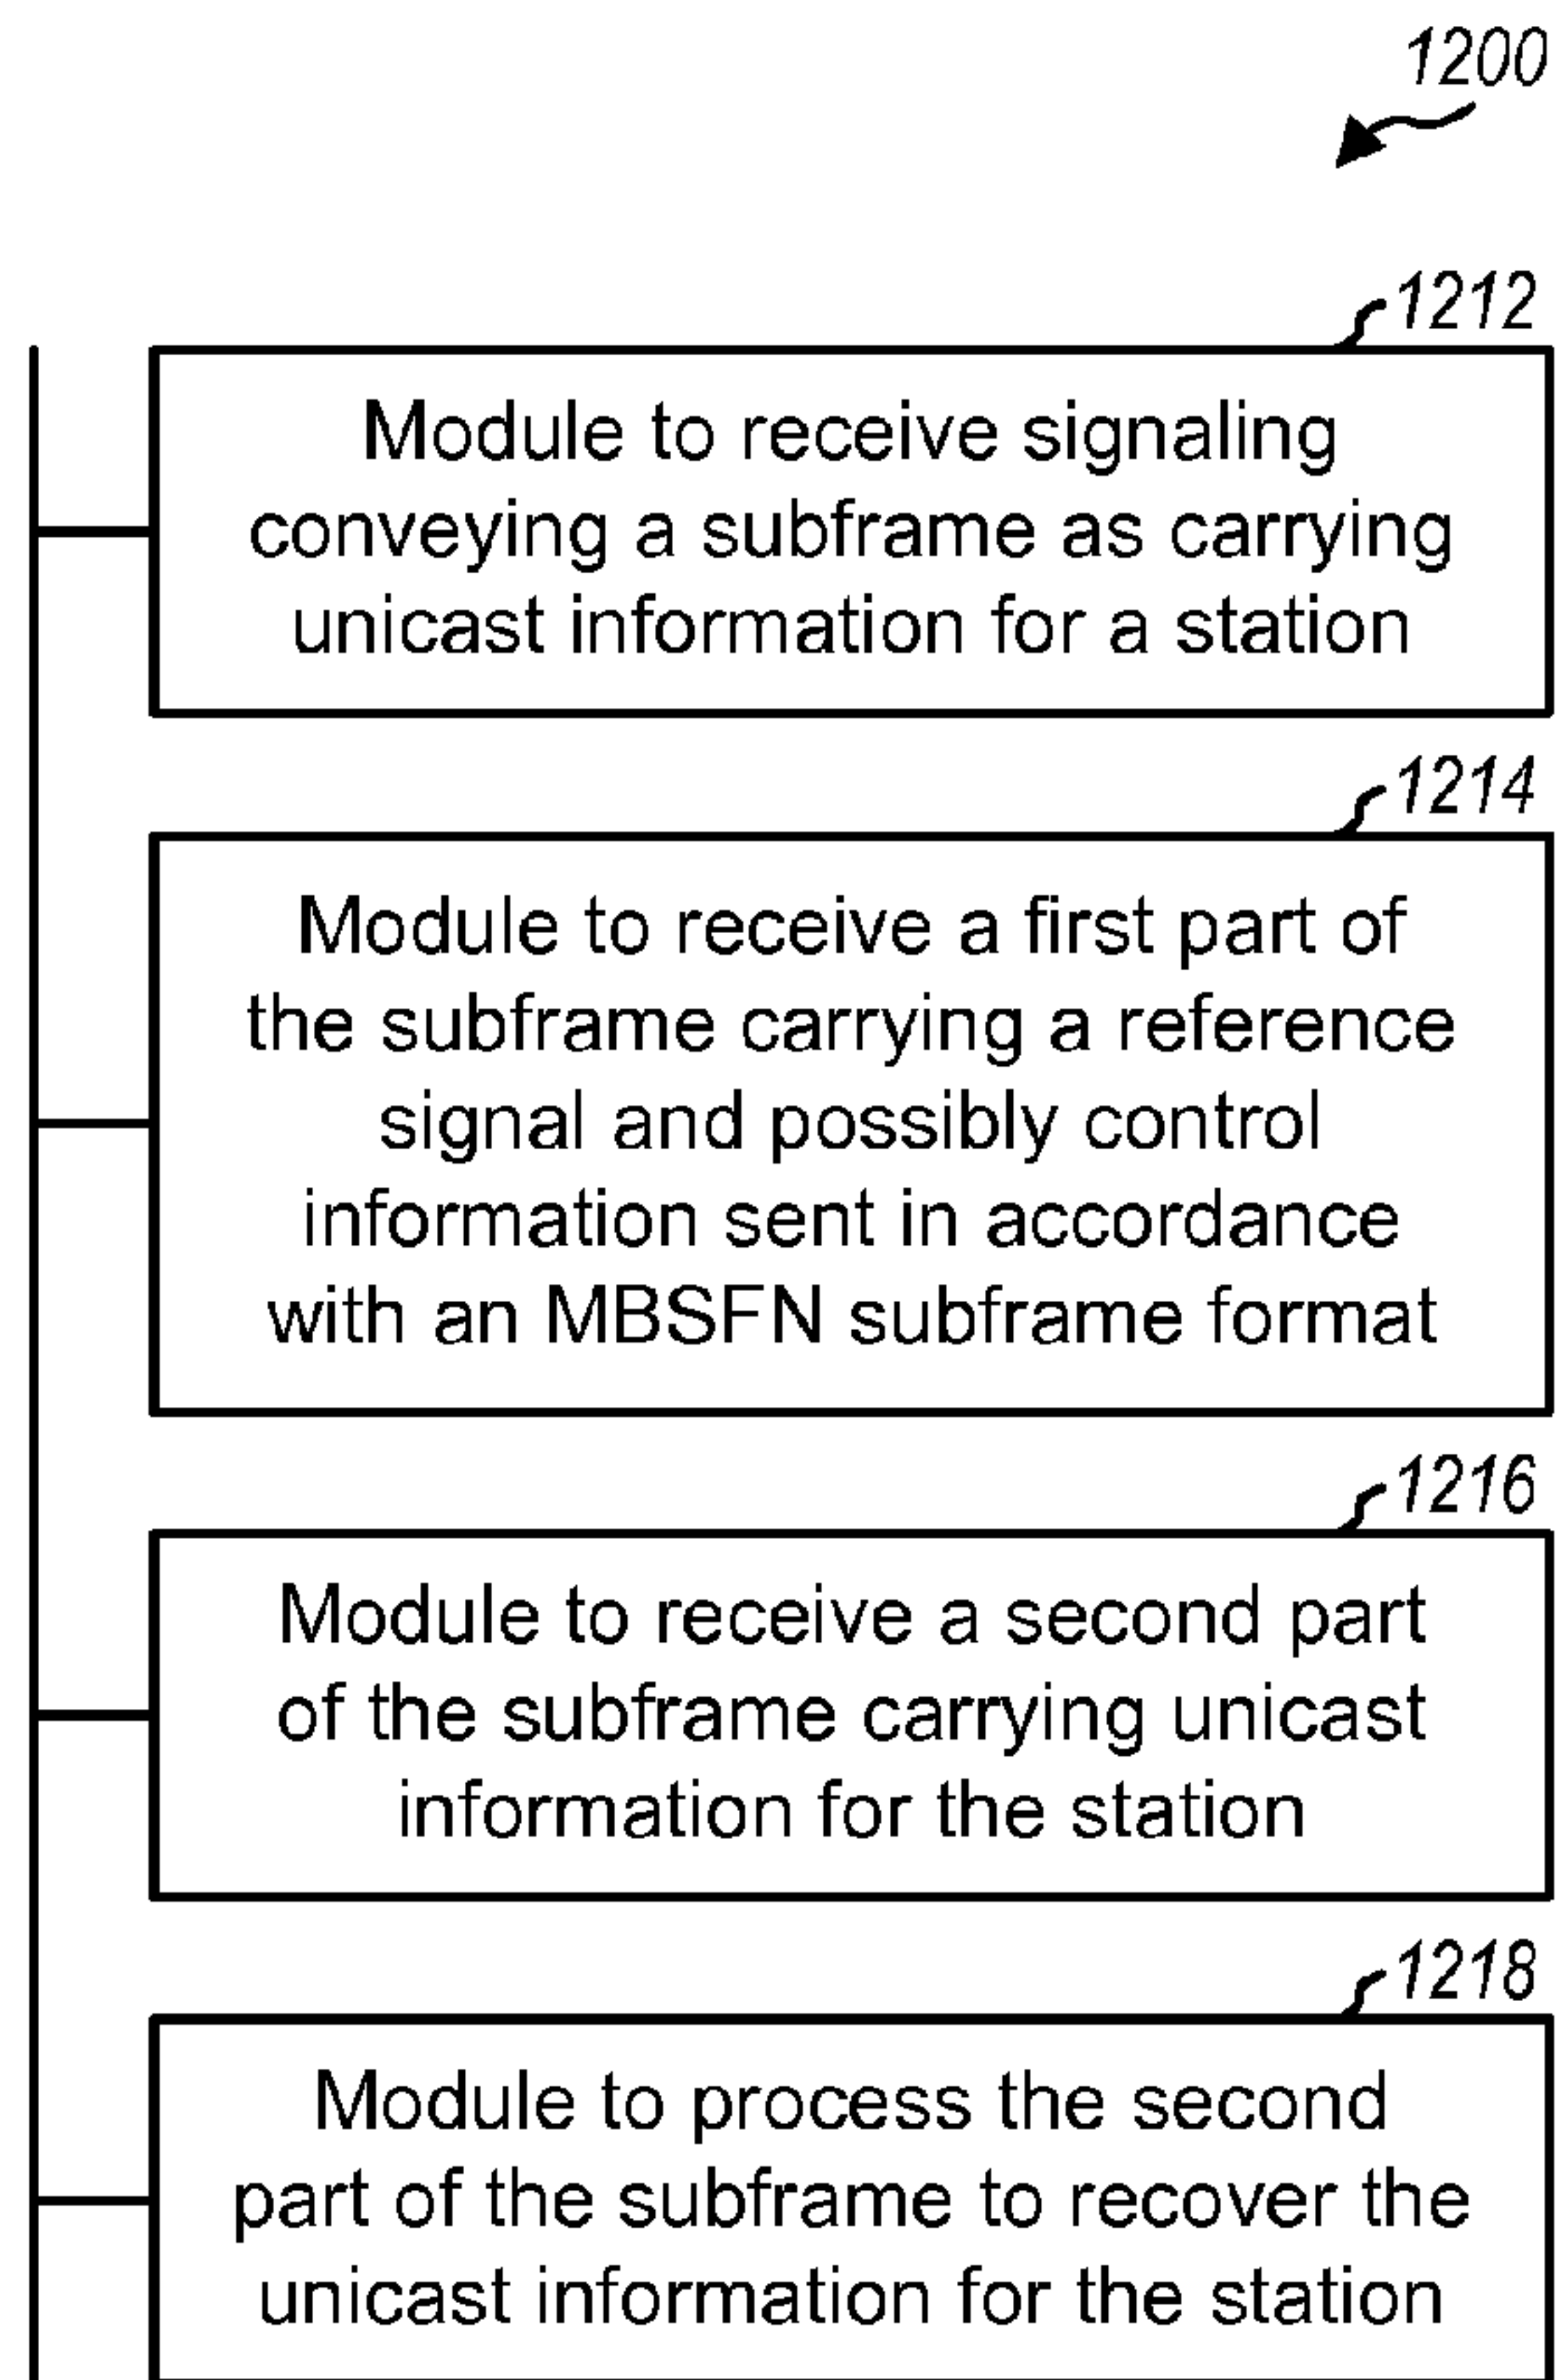 1200
1212
Module to receive signaling
conveying a subframe as carrying
unicast information for a station
1214
Module to receive a first part of
the subframe carrying a reference
signal and possibly control
information sent in accordance
with an MBSFN subframe format
1216
Module to receive a second part
of the subframe carrying unicast
information for the station
1218
Module to process the second
part of the subframe to recover the
unicast information for the station